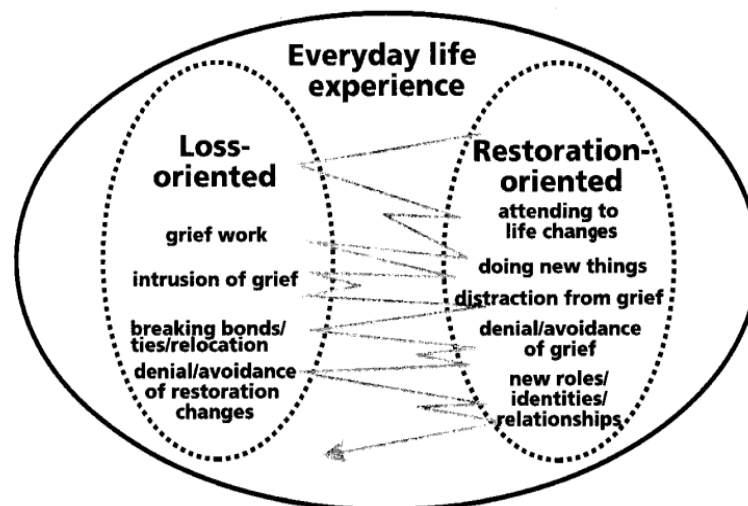 Everyday life
experience
Loss-
oriented
grief work
intrusion of grief
breaking bonds/
ties/relocation
denial/avoidance
of restoration
changes
Restoration-
oriented
attending to
life changes
doing new things
distraction from grief
denial/avoidance
of grief
new roles/
identities/
relationships